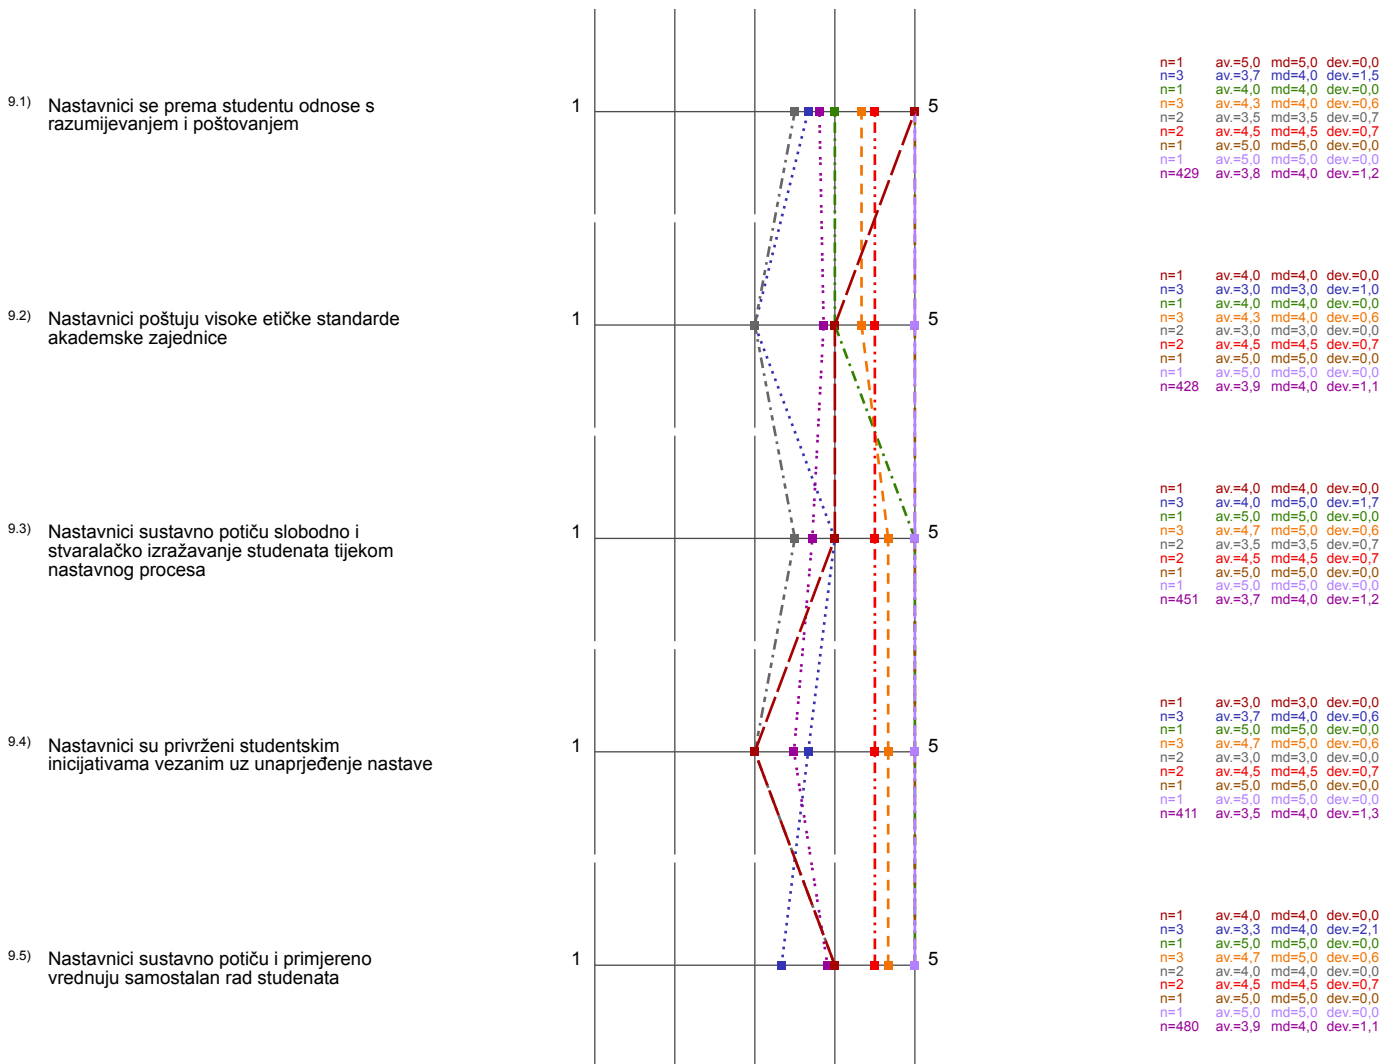 9.1) Nastavnici se prema studentu odnose s
razumijevanjem i poštovanjem
1 5
n=1 av.=5,0 md=5,0 dev.=0,0
n=3 av.=3,7 md=4,0 dev.=1,5
n=1 av.=4,0 md=4,0 dev.=0,0
n=3 av.=4,3 md=4,0 dev.=0,6
n=2 av.=3,5 md=3,5 dev.=0,7
n=2 av.=4,5 md=4,5 dev.=0,7
n=1 av.=5,0 md=5,0 dev.=0,0
n=1 av.=5,0 md=5,0 dev.=0,0
n=429 av.=3,8 md=4,0 dev.=1,2
9.2) Nastavnici poštuju visoke etičke standarde
akademske zajednice
1 5
n=1 av.=4,0 md=4,0 dev.=0,0
n=3 av.=3,0 md=3,0 dev.=1,0
n=1 av.=4,0 md=4,0 dev.=0,0
n=3 av.=4,3 md=4,0 dev.=0,6
n=2 av.=3,0 md=3,0 dev.=0,0
n=2 av.=4,5 md=4,5 dev.=0,7
n=1 av.=5,0 md=5,0 dev.=0,0
n=1 av.=5,0 md=5,0 dev.=0,0
n=428 av.=3,9 md=4,0 dev.=1,1
9.3) Nastavnici sustavno potiču slobodno i
stvaralačko izražavanje studenata tijekom
nastavnog procesa
1 5
n=1 av.=4,0 md=4,0 dev.=0,0
n=3 av.=4,0 md=5,0 dev.=1,7
n=1 av.=5,0 md=5,0 dev.=0,0
n=3 av.=4,7 md=5,0 dev.=0,6
n=2 av.=3,5 md=3,5 dev.=0,7
n=2 av.=4,5 md=4,5 dev.=0,7
n=1 av.=5,0 md=5,0 dev.=0,0
n=1 av.=5,0 md=5,0 dev.=0,0
n=451 av.=3,7 md=4,0 dev.=1,2
9.4) Nastavnici su privrženi studentskim
inicijativama vezanim uz unaprjeđenje nastave
1 5
n=1 av.=3,0 md=3,0 dev.=0,0
n=3 av.=3,7 md=4,0 dev.=0,6
n=1 av.=5,0 md=5,0 dev.=0,0
n=3 av.=4,7 md=5,0 dev.=0,6
n=2 av.=3,0 md=3,0 dev.=0,0
n=2 av.=4,5 md=4,5 dev.=0,7
n=1 av.=5,0 md=5,0 dev.=0,0
n=1 av.=5,0 md=5,0 dev.=0,0
n=411 av.=3,5 md=4,0 dev.=1,3
9.5) Nastavnici sustavno potiču i primjereno
vrednuju samostalan rad studenata
1 5
n=1 av.=4,0 md=4,0 dev.=0,0
n=3 av.=3,3 md=4,0 dev.=2,1
n=1 av.=5,0 md=5,0 dev.=0,0
n=3 av.=4,7 md=5,0 dev.=0,6
n=2 av.=4,0 md=4,0 dev.=0,0
n=2 av.=4,5 md=4,5 dev.=0,7
n=1 av.=5,0 md=5,0 dev.=0,0
n=1 av.=5,0 md=5,0 dev.=0,0
n=480 av.=3,9 md=4,0 dev.=1,1